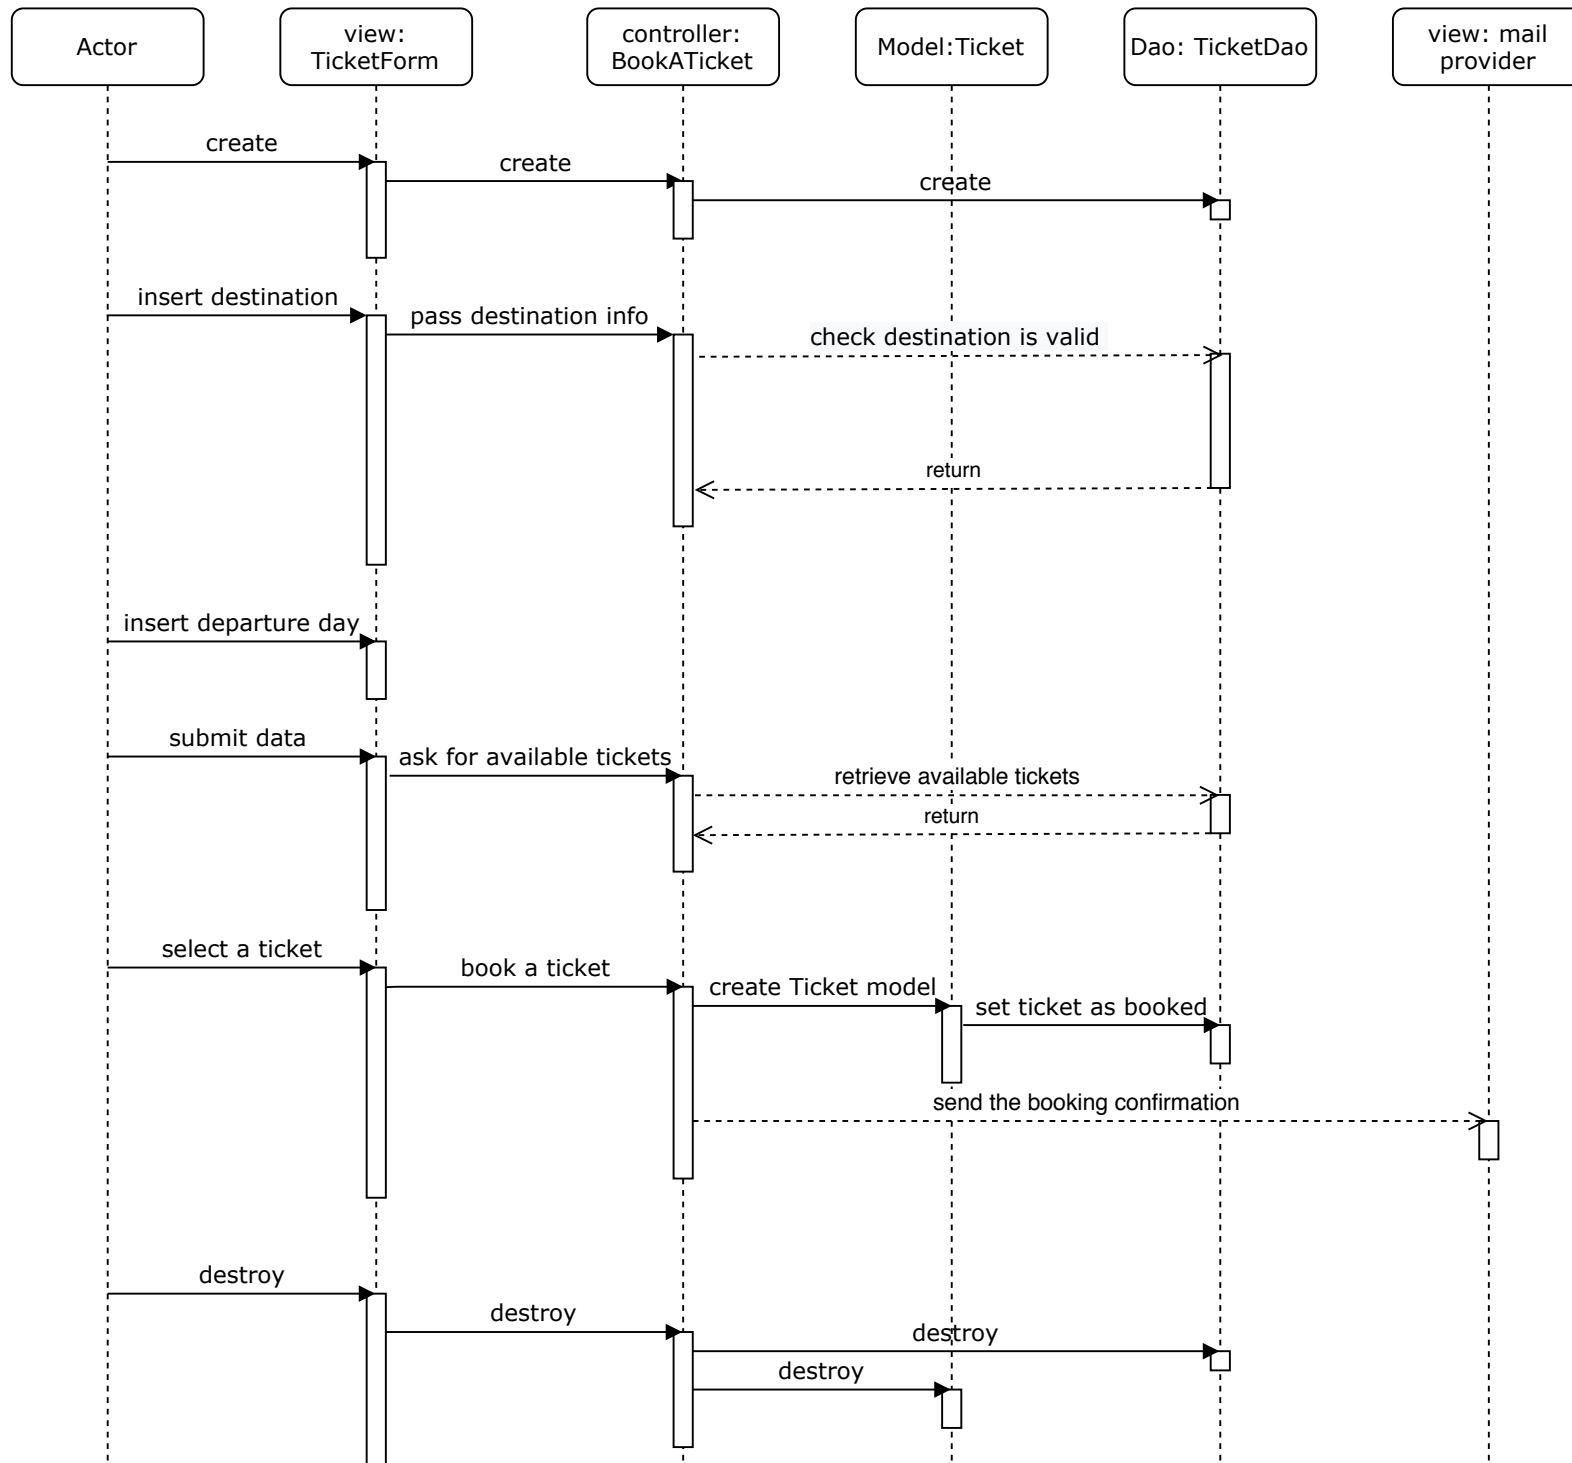 Actor
view:
TicketForm
controller:
BookATicket
Model:Ticket
Dao: TicketDao
view: mail
provider
create
create
create
insert destination
pass destination info
check destination is valid
return
insert departure day
submit data
ask for available tickets
retrieve available tickets
return
select a ticket
book a ticket
create Ticket model
set ticket as booked
send the booking confirmation
destroy
destroy
destroy
destroy